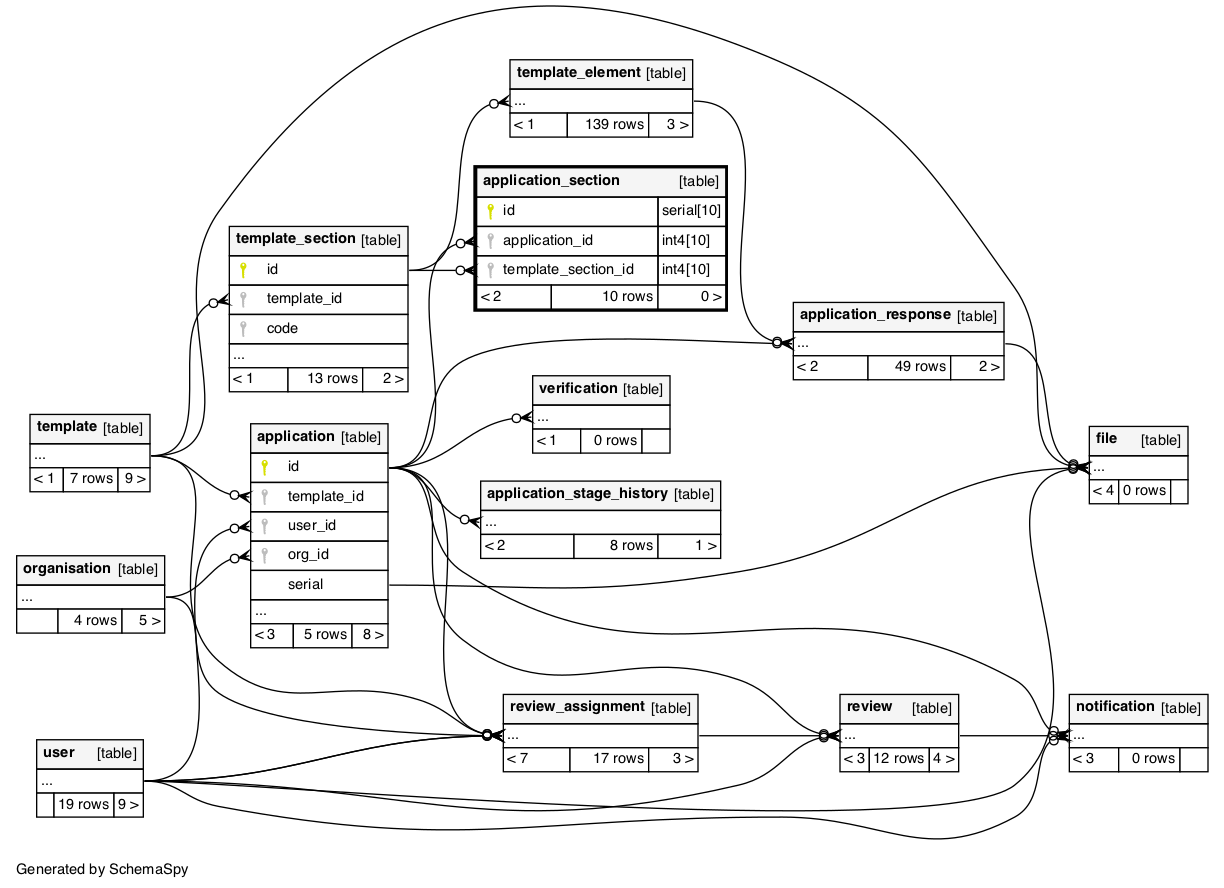 template_element [table]
...
< 1 139 rows 3 >
application_section [table]
id serial[10]
application_id int4[10]
template_section_id int4[10]
< 2 10 rows 0 >
template_section [table]
id
template_id
code
...
< 1 13 rows 2 >
application_response [table]
...
< 2 49 rows 2 >
verification [table]
...
< 1 0 rows
template [table]
...
< 1 7 rows 9 >
application [table]
id
template_id
user_id
org_id
serial
...
< 3 5 rows 8 >
file [table]
...
< 4 0 rows
application_stage_history [table]
...
< 2 8 rows 1 >
organisation [table]
...
4 rows 5 >
review_assignment [table]
...
< 7 17 rows 3 >
review [table]
...
< 3 12 rows 4 >
notification [table]
...
< 3 0 rows
user [table]
...
19 rows 9 >
Generated by SchemaSpy